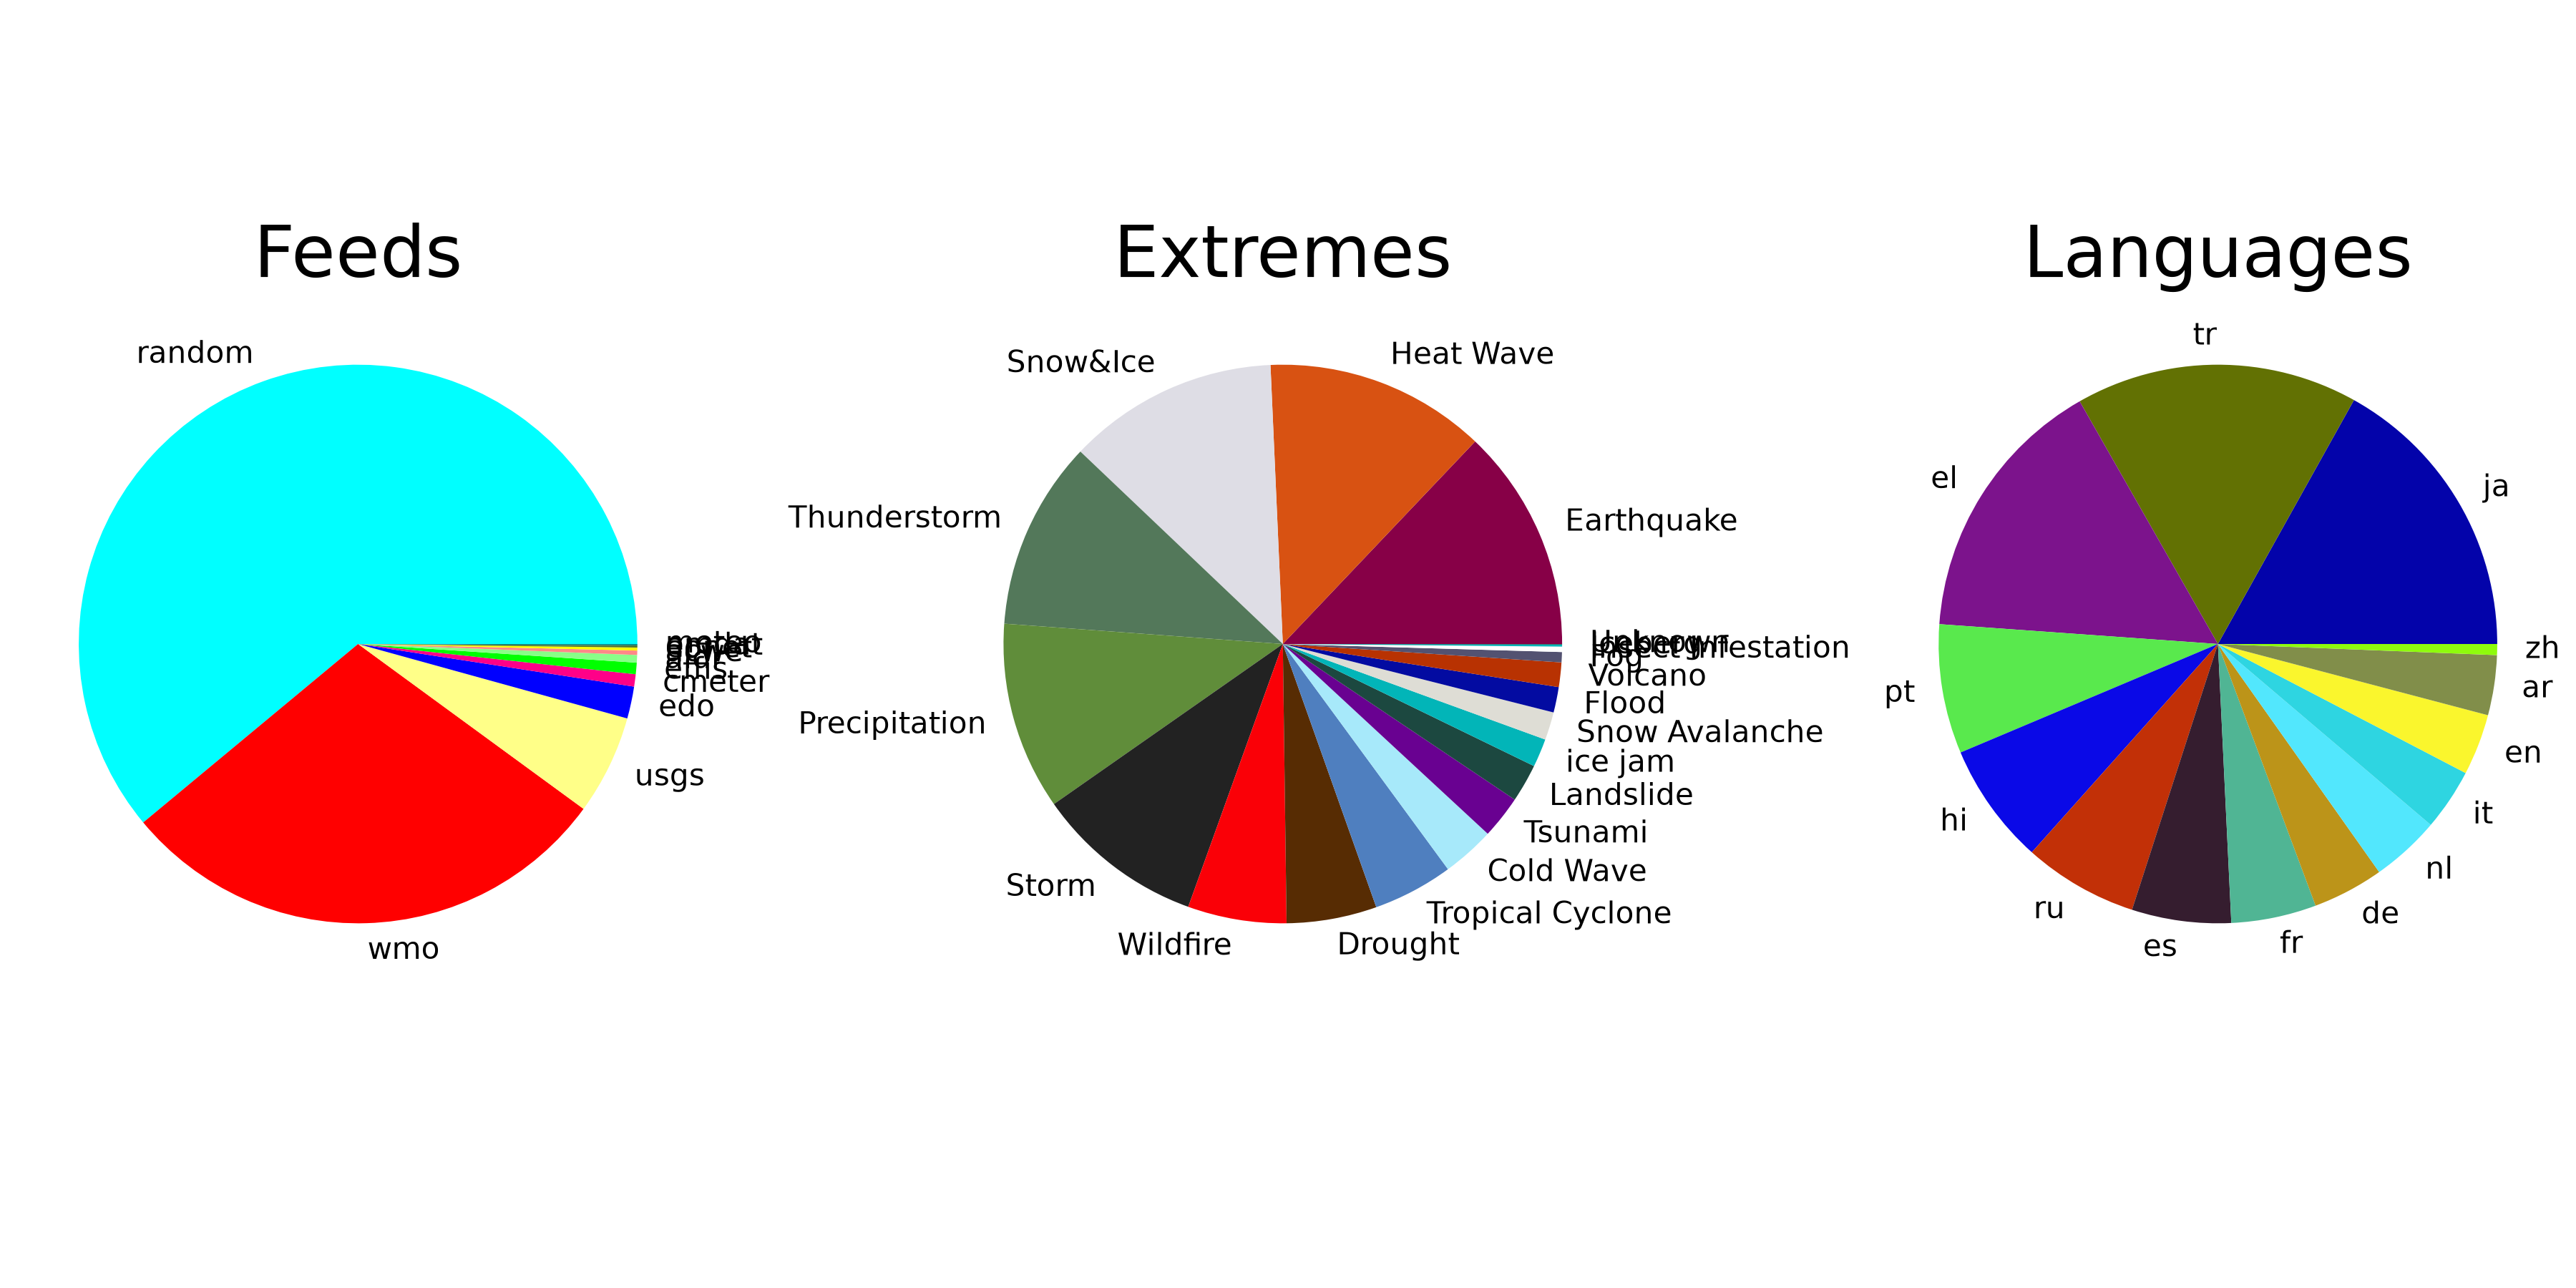 Feeds
random
cmeter
edo
usgs
wmo
Extremes
Heat Wave
Snow&Ice
Earthquake
Thunderstorm
Unknown
Insect Infestation
Fog
Volcano
Flood
Precipitation
Snow Avalanche
ice jam
Landslide
Tsunami
Cold Wave
Storm
Tropical Cyclone
Wildfire
Drought
Languages
tr
el
ja
zh
ar
pt
en
it
hi
nl
ru
de
fr
es